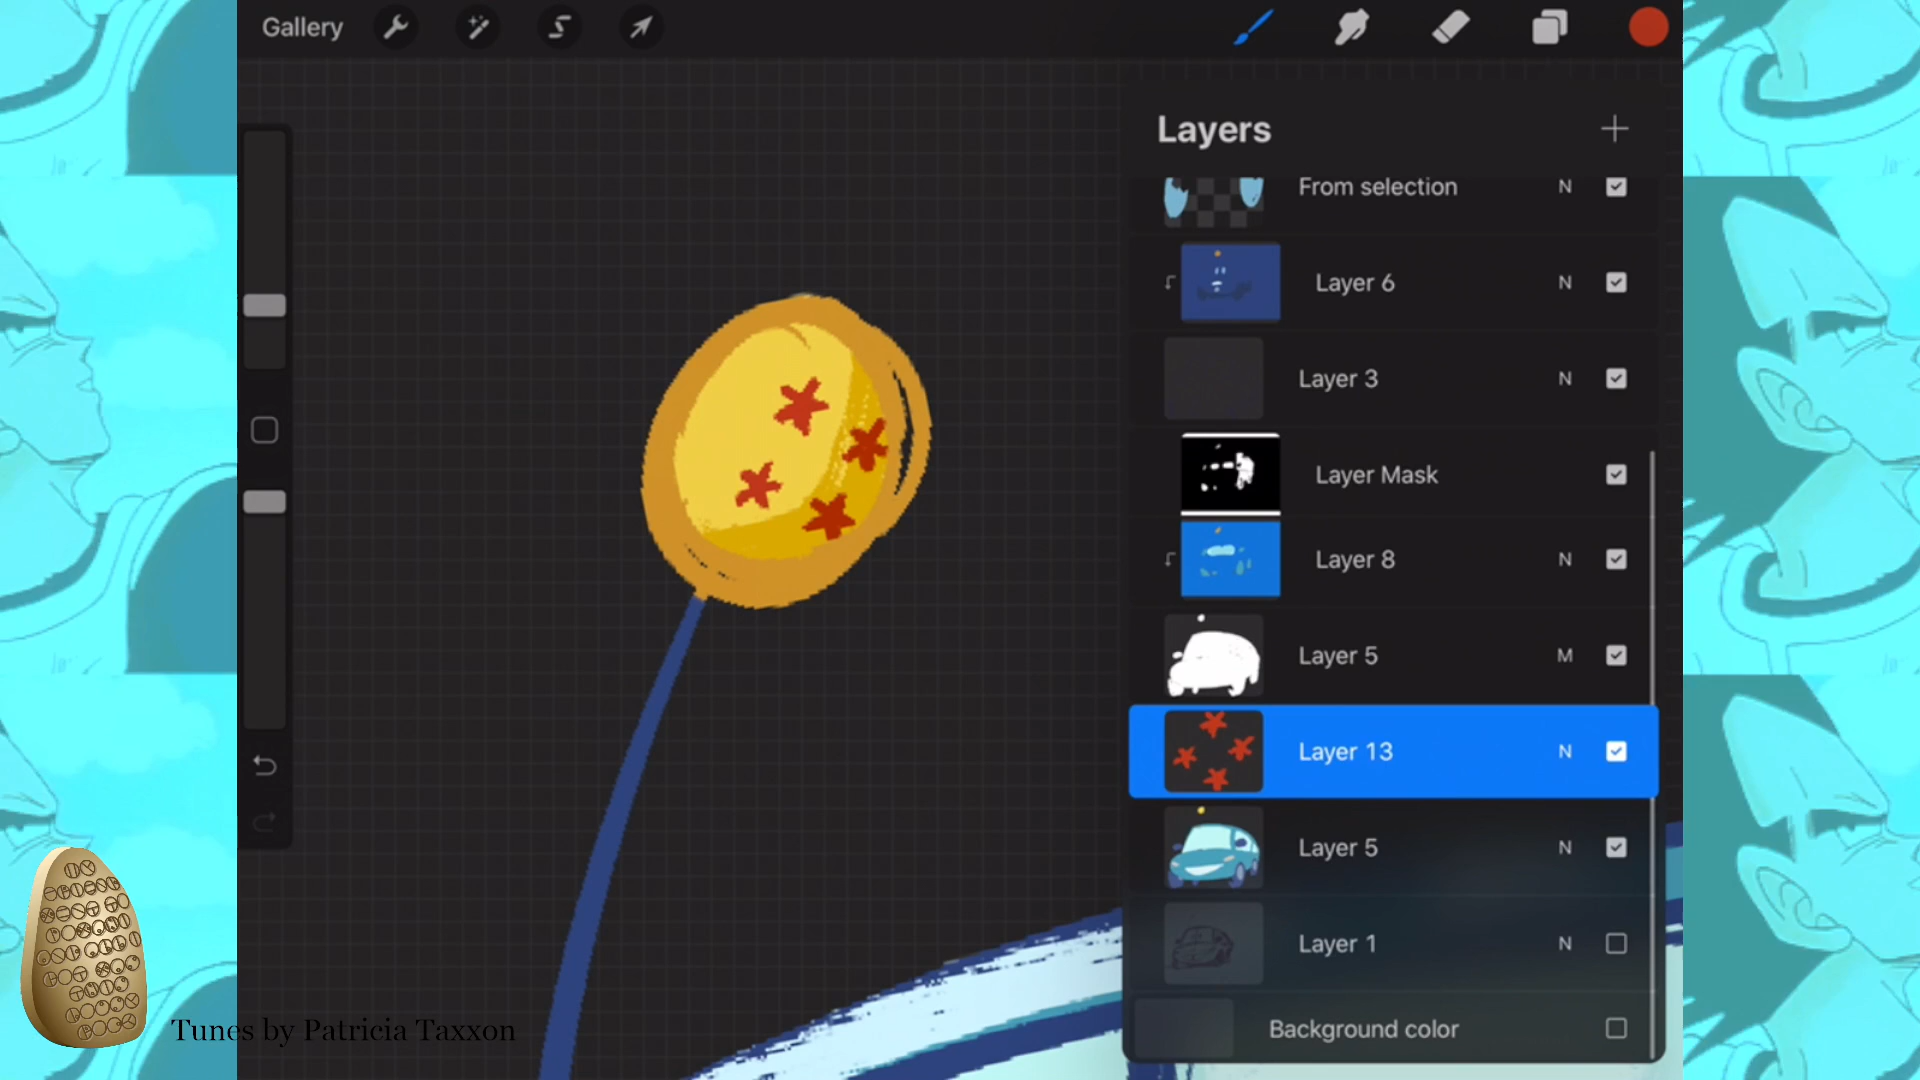 Gallery
Layers
From selection N
Layer 6 N
Layer 3 N
Layer Mask
Layer 8 N
Layer 5 M
Layer 13 N
Layer 5 N
Layer 1 N
Background color
Tunes by Patricia Taxxon